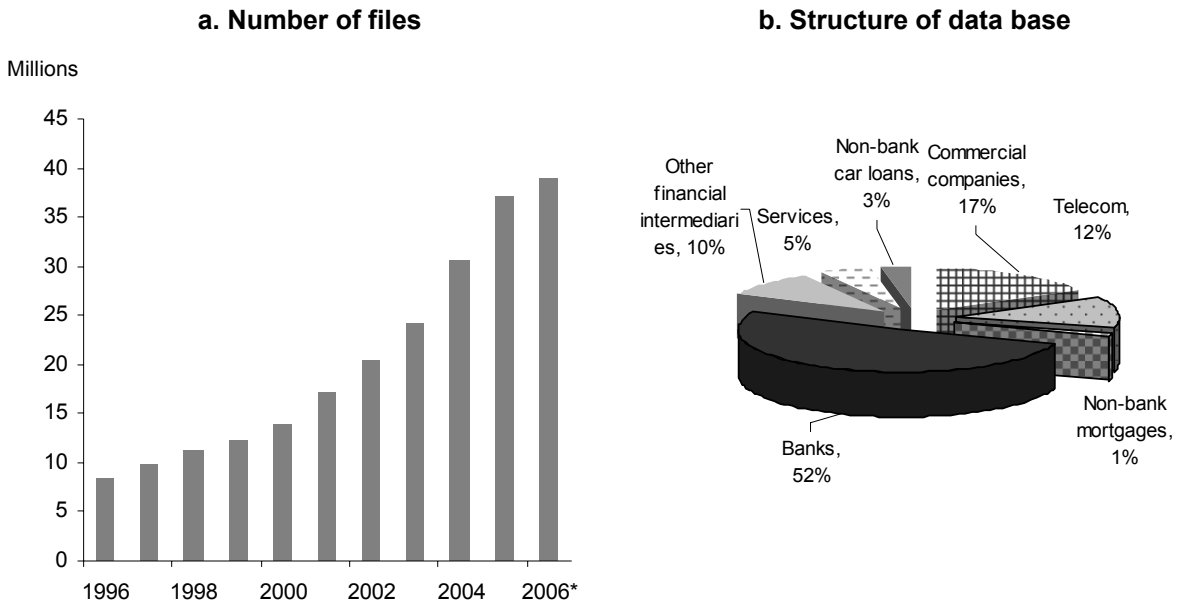 a. Number of files
Millions
45
40
35
30
25
20
15
10
5
0
1996
1998
2000
2002
2004
2006*
b. Structure of data base
Other
financial
intermediari
es, 10%
Services,
5%
Non-bank
car loans,
3%
Commercial
companies,
17%
Telecom,
12%
Non-bank
mortgages,
1%
Banks,
52%